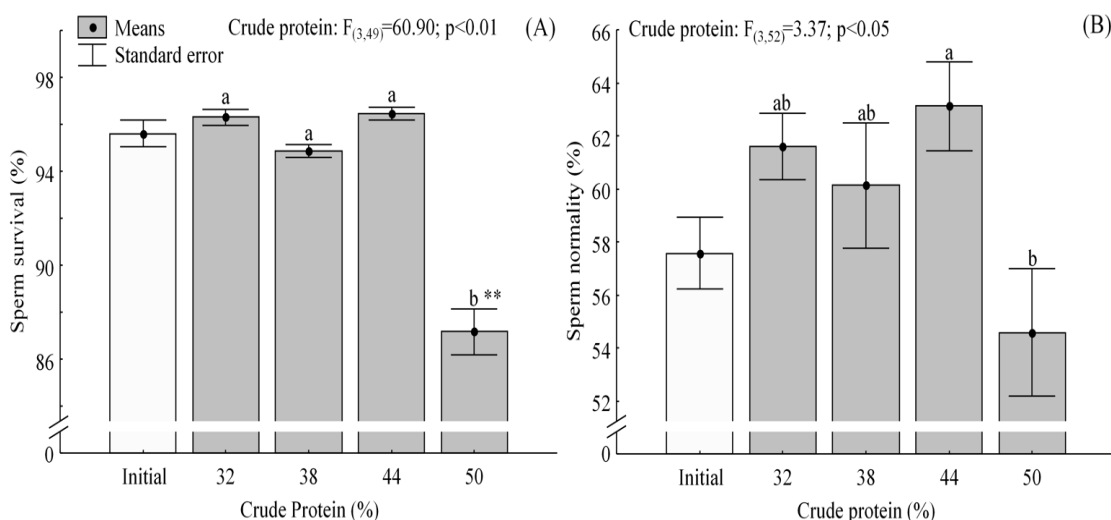 Means
Standard error
Crude protein: F(3,49)=60.90; p<0.01
(A)
98
94
90
86
0
Sperm survival (%)
a
a
a
b **
Initial
32
38
44
50
Crude Protein (%)
Crude protein: F(3,52)=3.37; p<0.05
(B)
66
64
62
60
58
56
54
52
0
Sperm normality (%)
ab
ab
a
b
Initial
32
38
44
50
Crude protein (%)